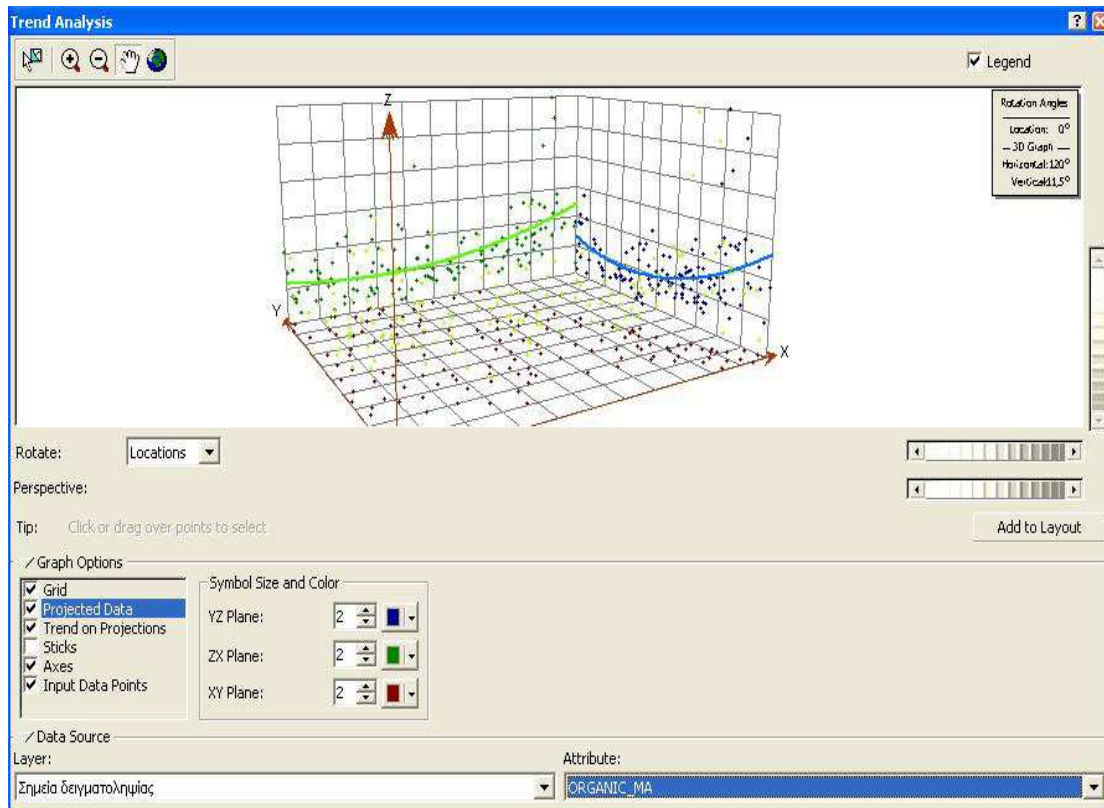 Trend Analysis
Legend
Rotation Angles
Location: 0°
— 3D Graph —
Horizontal:120°
Vertical:11,5°
Z
Y
X
Rotate: Locations
Perspective:
Tip: Click or drag over points to select
Add to Layout
Graph Options
Grid
Projected Data
Trend on Projections
Sticks
Axes
Input Data Points
Symbol Size and Color
YZ Plane: 2
ZX Plane: 2
XY Plane: 2
Data Source
Layer: Attribute:
Σημεία δειγματοληψίας ORGANIC_MA